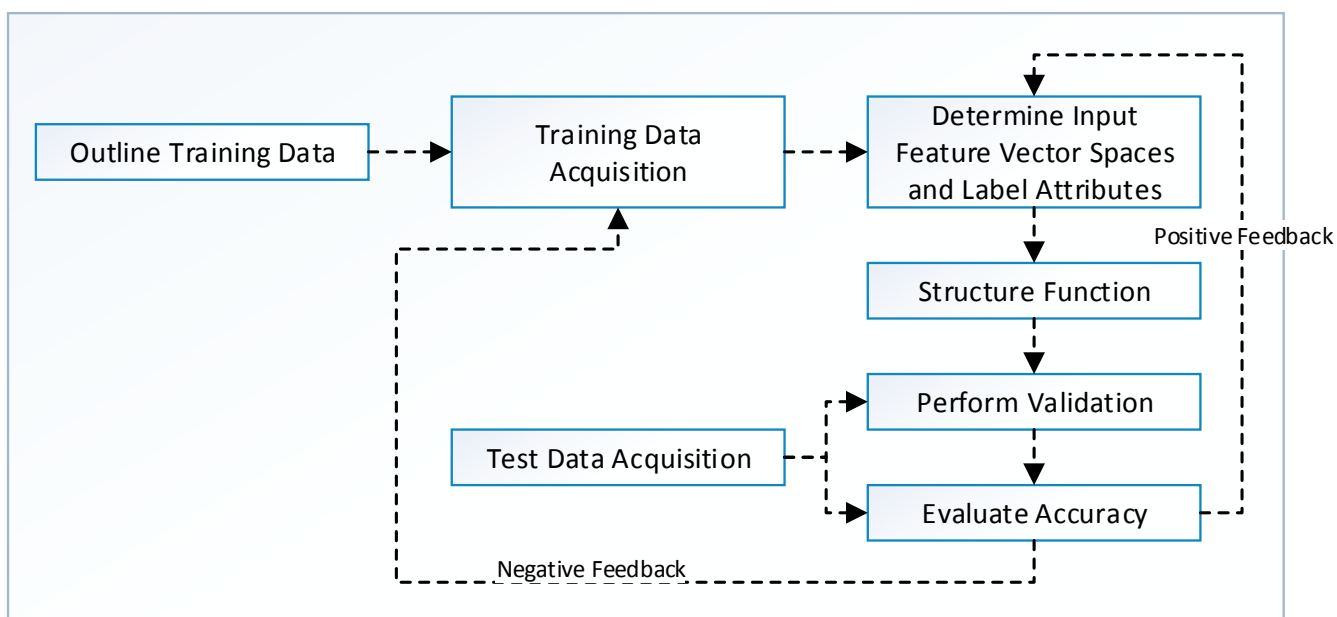 Outline Training Data
Training Data
Acquisition
Determine Input
Feature Vector Spaces
and Label Attributes
Positive Feedback
Structure Function
Perform Validation
Test Data Acquisition
Evaluate Accuracy
Negative Feedback